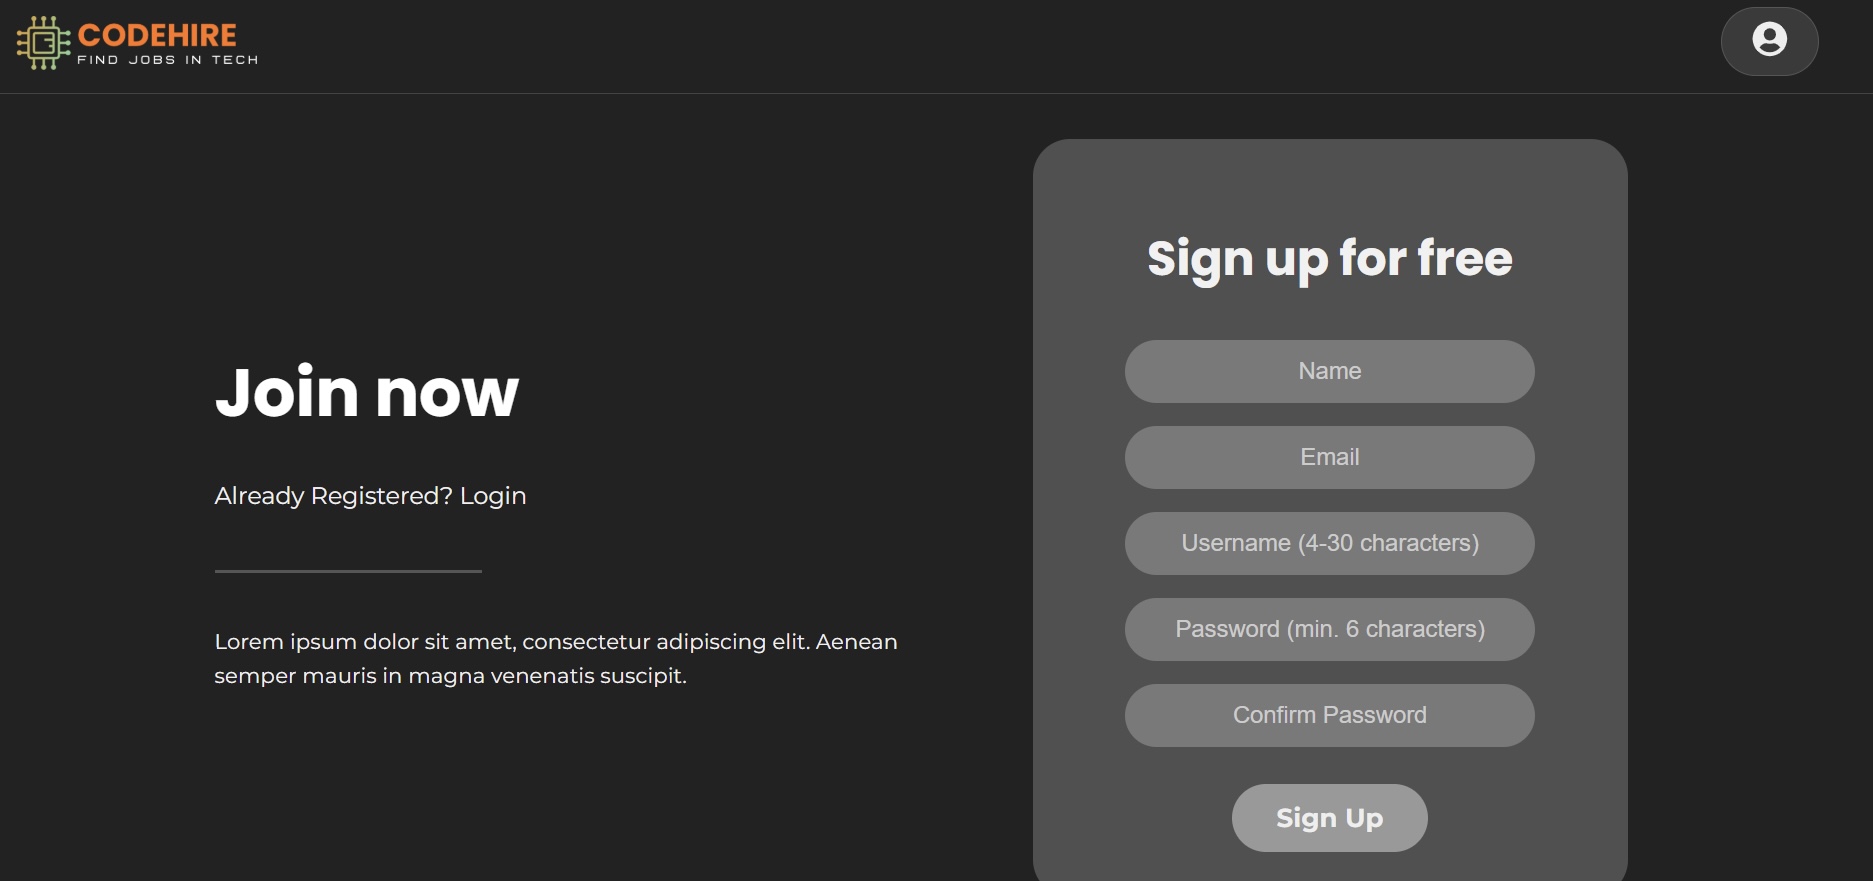 CODEHIRE
FIND JOBS IN TECH
Join now
Already Registered? Login
Lorem ipsum dolor sit amet, consectetur adipiscing elit. Aenean
semper mauris in magna venenatis suscipit.
Sign up for free
Name
Email
Username (4-30 characters)
Password (min. 6 characters)
Confirm Password
Sign Up